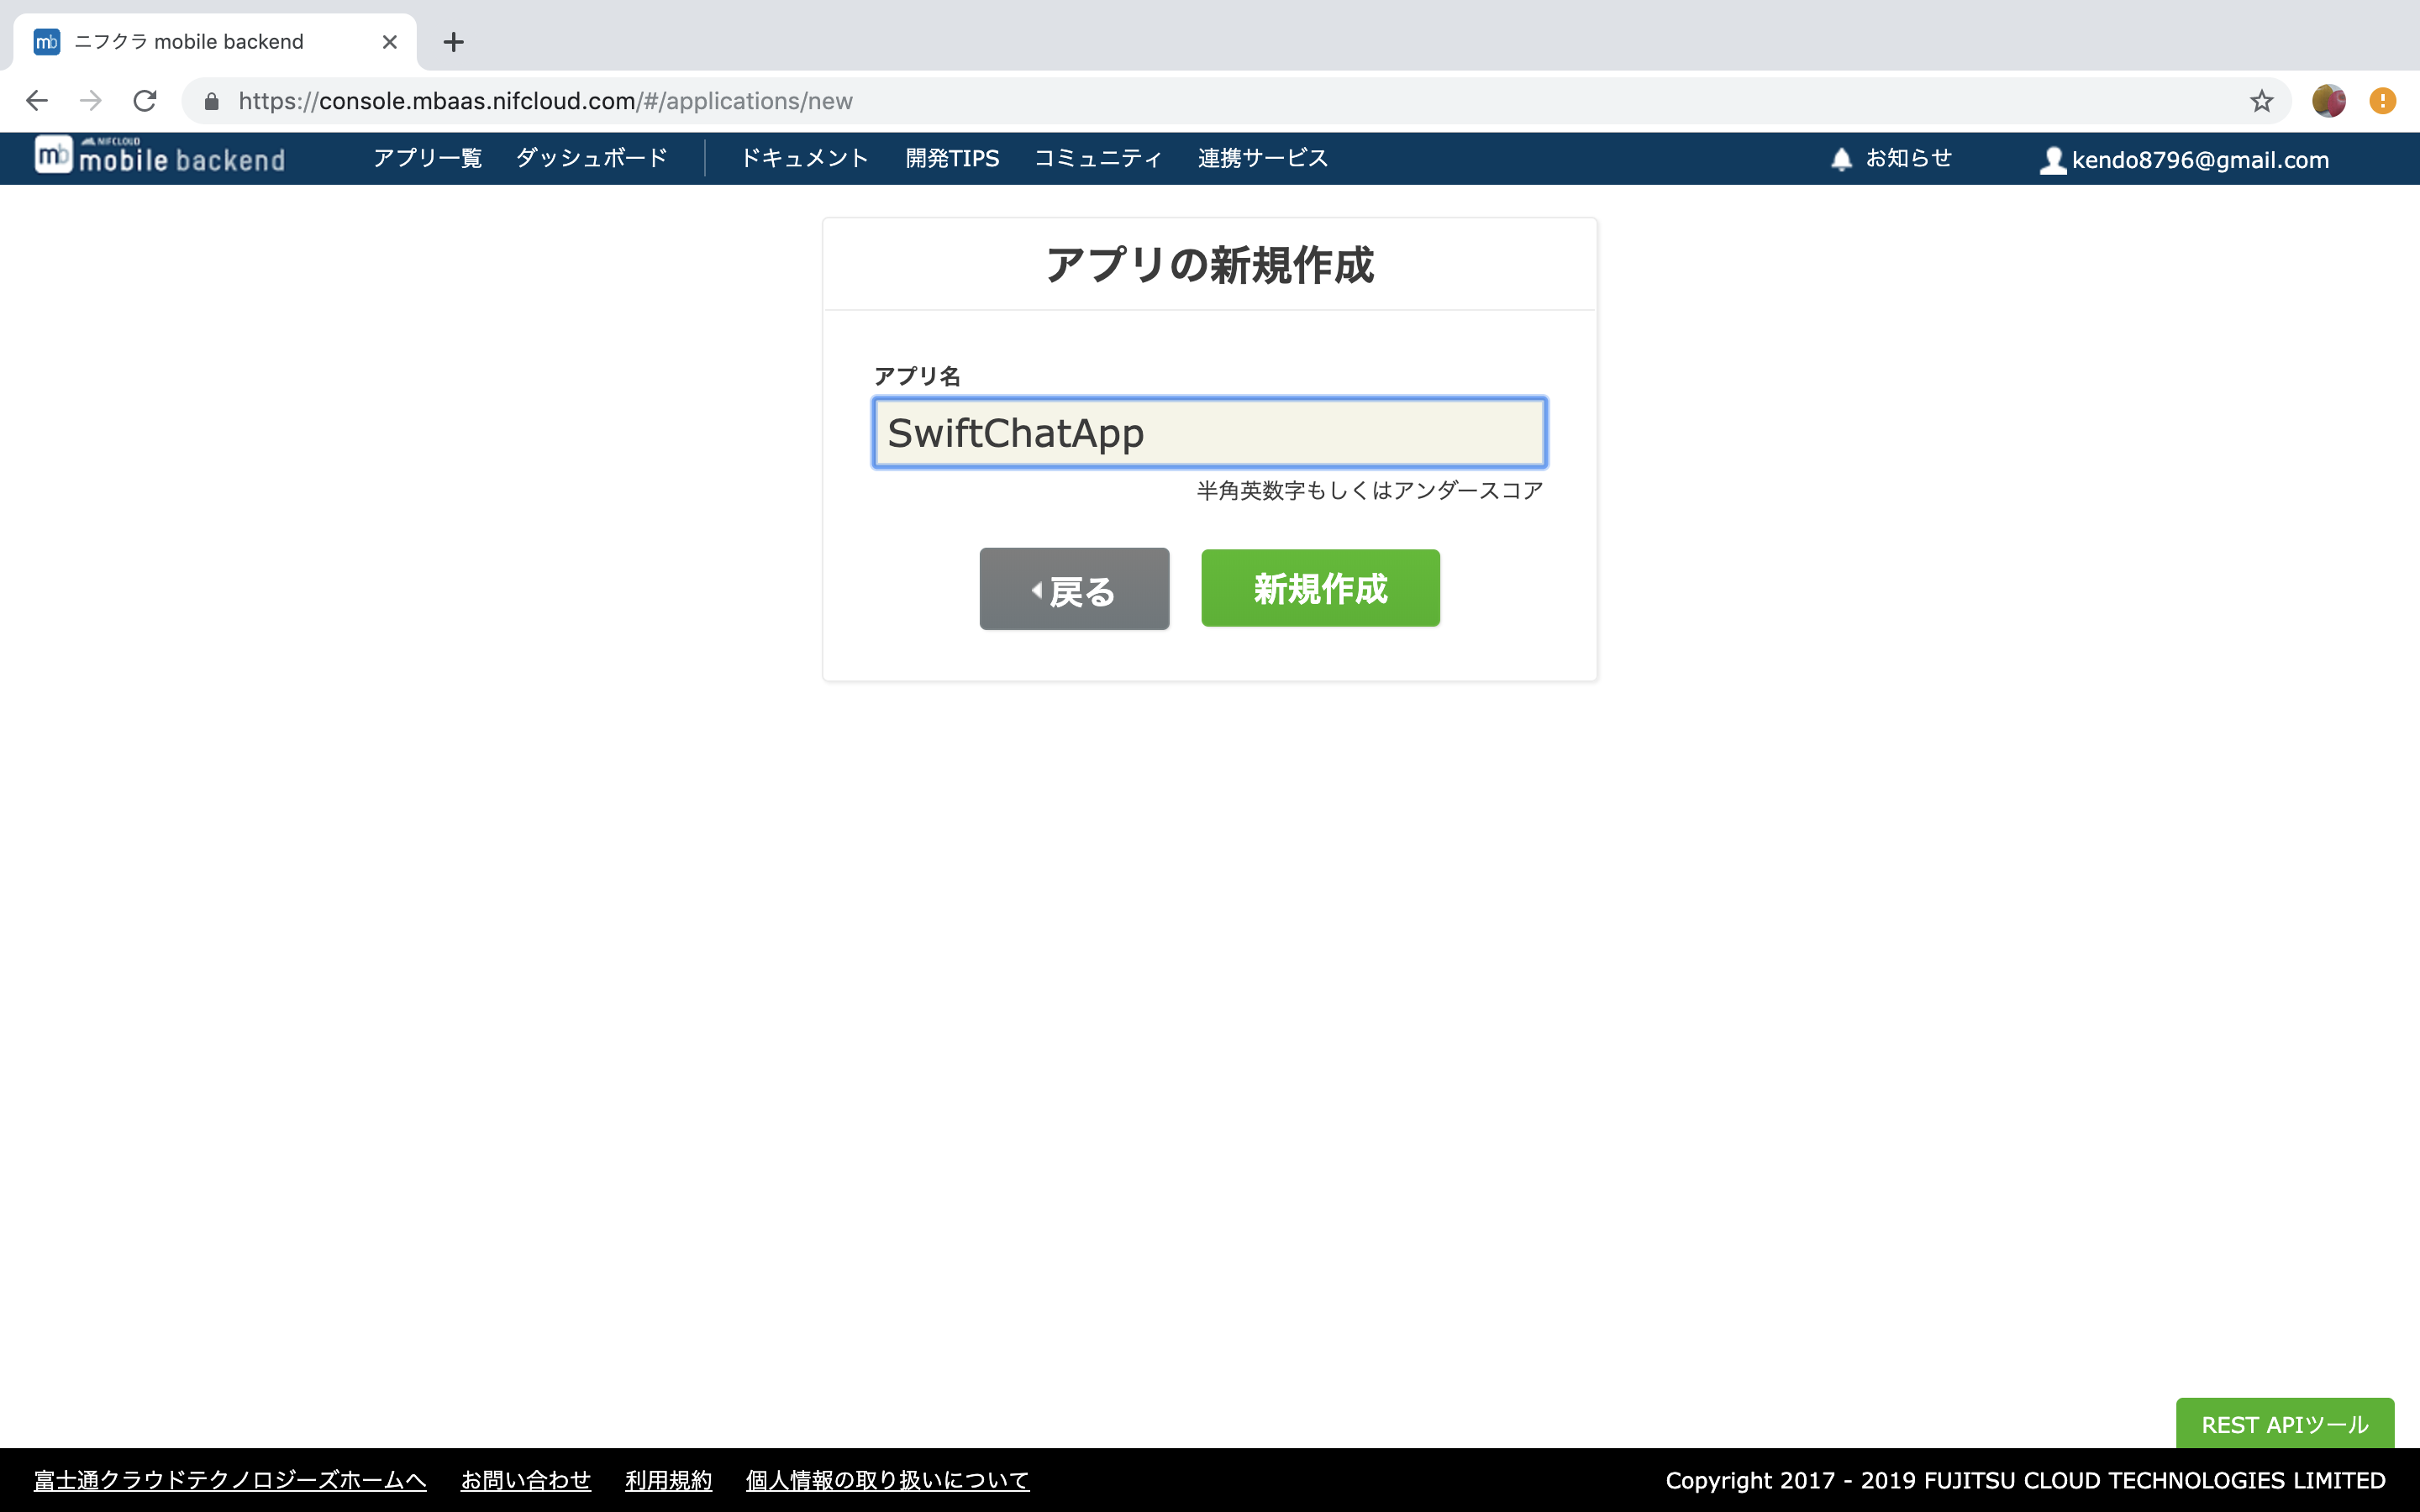 mb ニフクラ mobile backend
https://console.mbaas.nifcloud.com/#/applications/new
mb NIFCLOUD mobile backend アプリ一覧 ダッシュボード ドキュメント 開発TIPS コミュニティ 連携サービス お知らせ kendo8796@gmail.com
アプリの新規作成
アプリ名
SwiftChatApp
半角英数字もしくはアンダースコア
戻る 新規作成
REST APIツール
富士通クラウドテクノロジーズホームへ お問い合わせ 利用規約 個人情報の取り扱いについて Copyright 2017 - 2019 FUJITSU CLOUD TECHNOLOGIES LIMITED